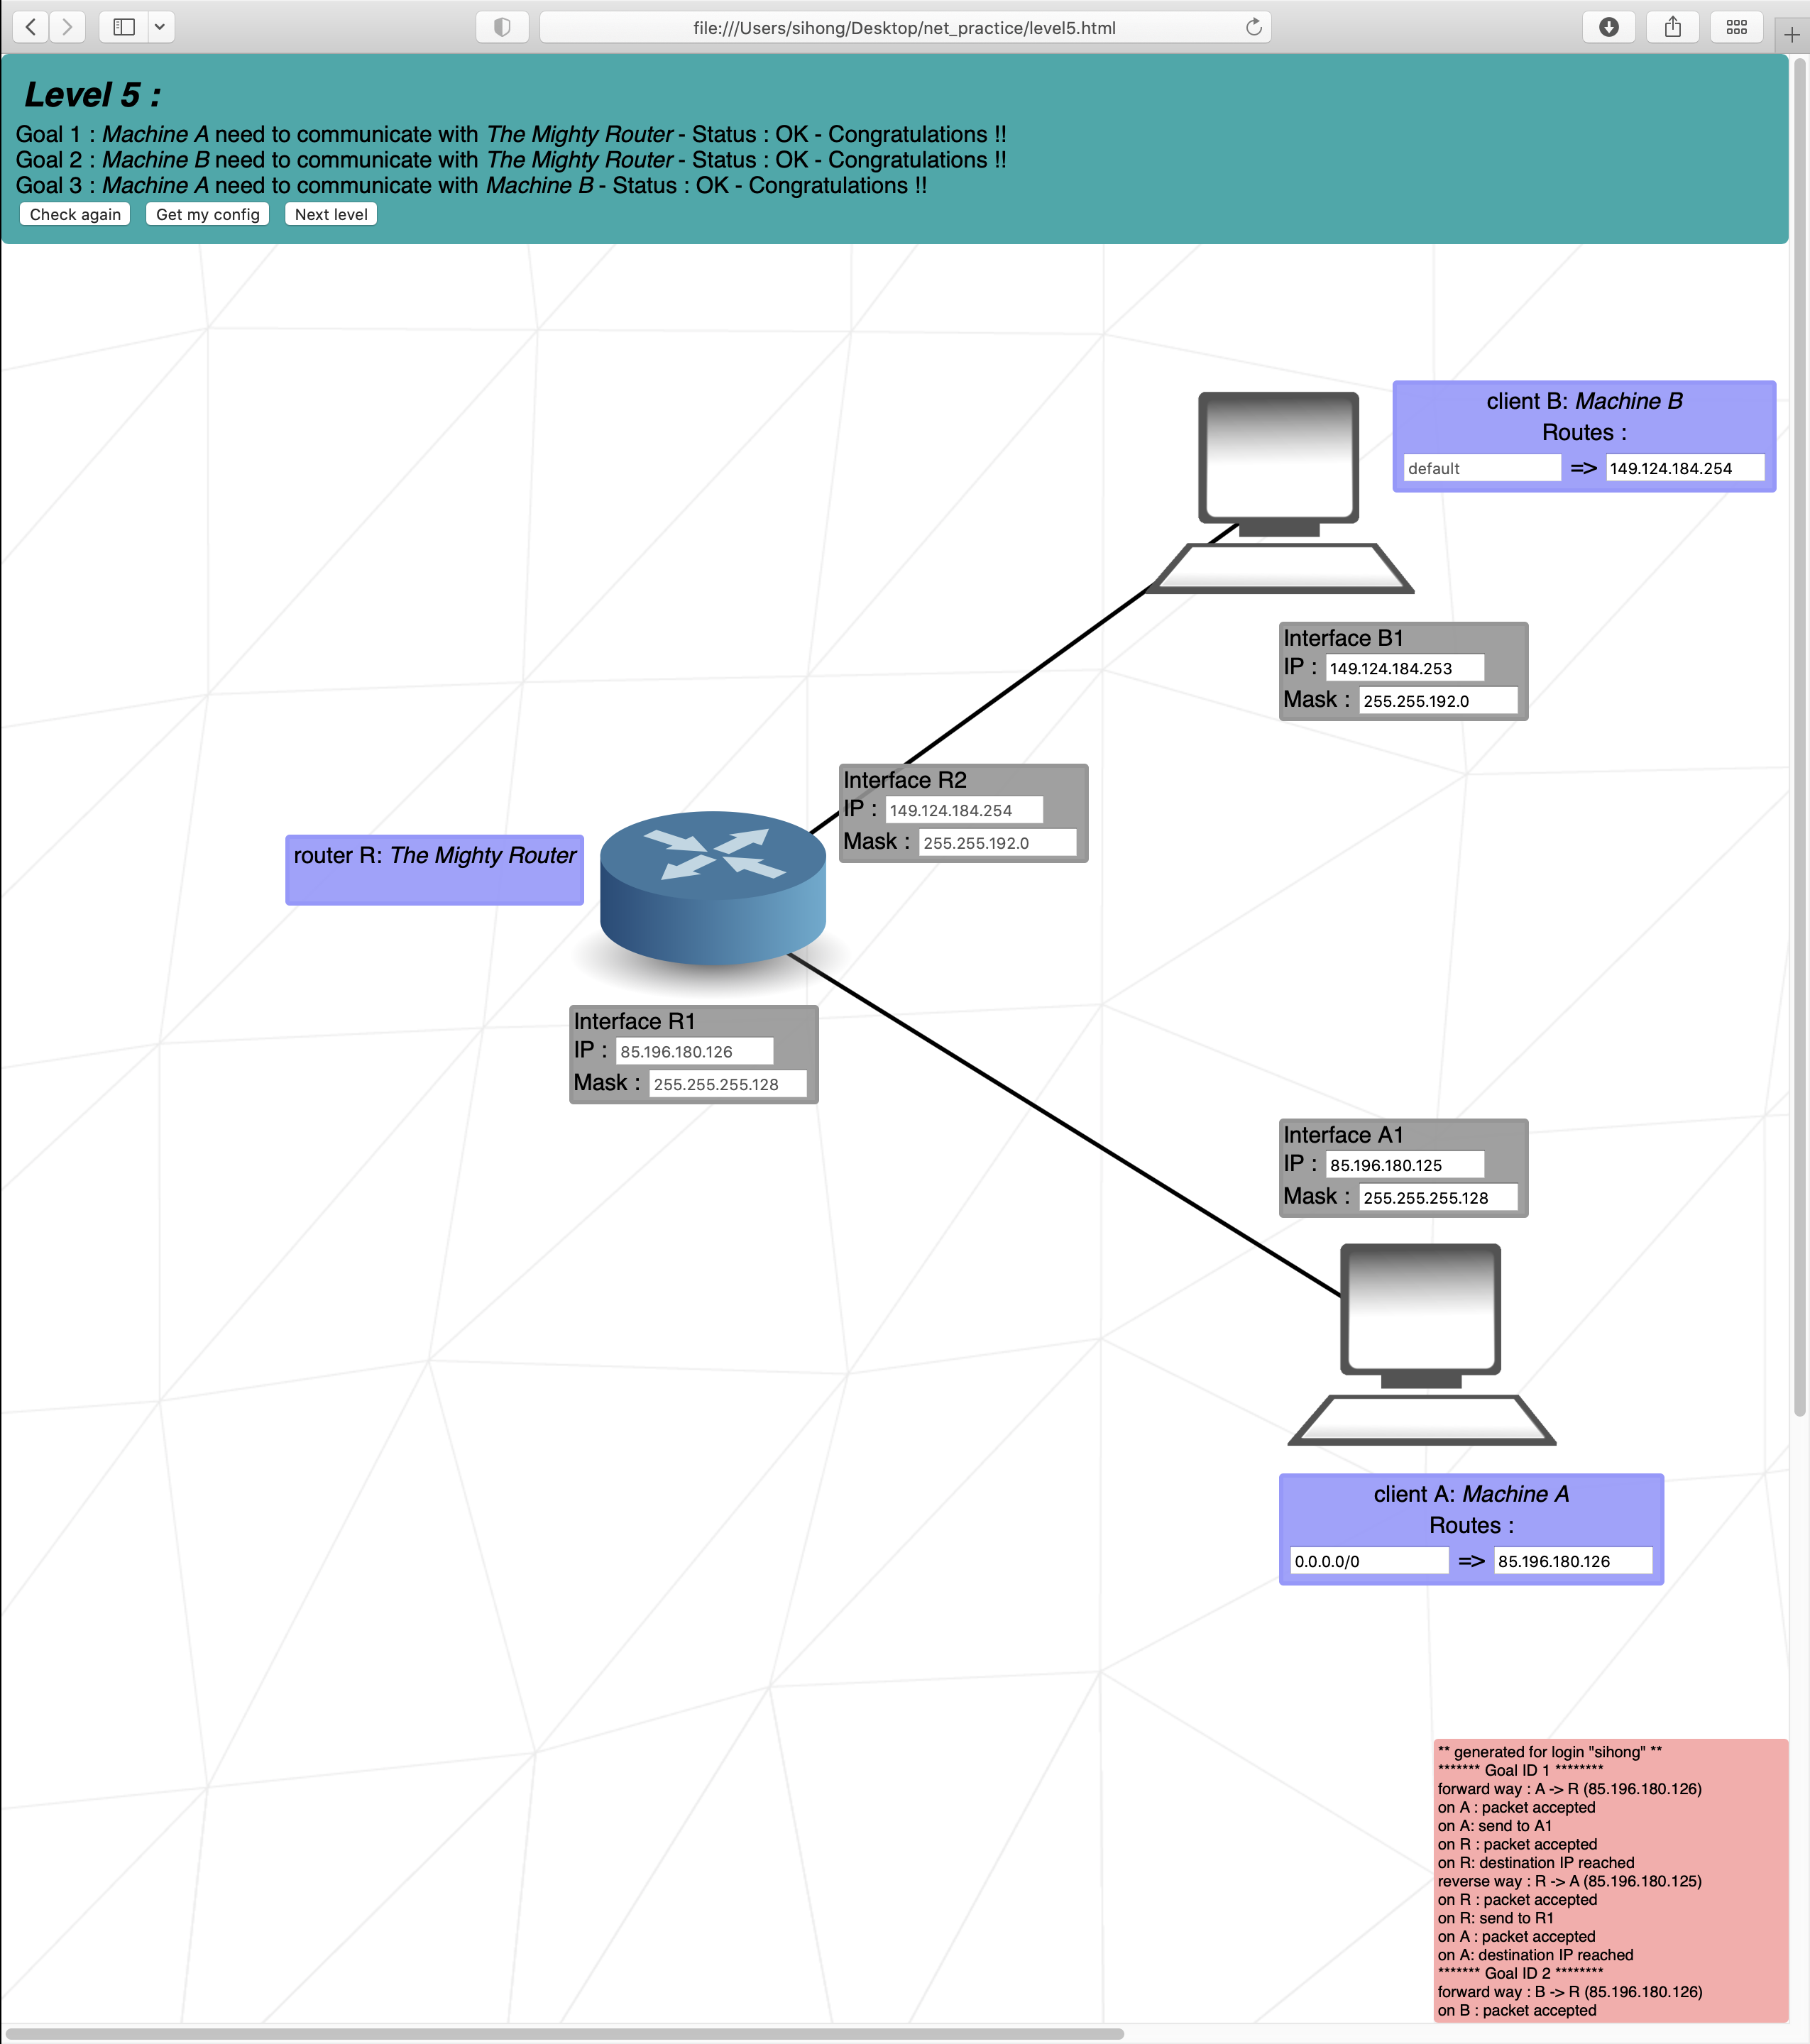 file:///Users/sihong/Desktop/net_practice/level5.html
Level 5 :
Goal 1 : Machine A need to communicate with The Mighty Router - Status : OK - Congratulations !!
Goal 2 : Machine B need to communicate with The Mighty Router - Status : OK - Congratulations !!
Goal 3 : Machine A need to communicate with Machine B - Status : OK - Congratulations !!
Check again Get my config Next level
client B: Machine B
Routes :
default => 149.124.184.254
Interface B1
IP : 149.124.184.253
Mask : 255.255.192.0
Interface R2
IP : 149.124.184.254
Mask : 255.255.192.0
router R: The Mighty Router
Interface R1
IP : 85.196.180.126
Mask : 255.255.255.128
Interface A1
IP : 85.196.180.125
Mask : 255.255.255.128
client A: Machine A
Routes :
0.0.0.0/0 => 85.196.180.126
** generated for login "sihong" **
******* Goal ID 1 ********
forward way : A -> R (85.196.180.126)
on A : packet accepted
on A: send to A1
on R : packet accepted
on R: destination IP reached
reverse way : R -> A (85.196.180.125)
on R : packet accepted
on R: send to R1
on A : packet accepted
on A: destination IP reached
******* Goal ID 2 ********
forward way : B -> R (85.196.180.126)
on B : packet accepted